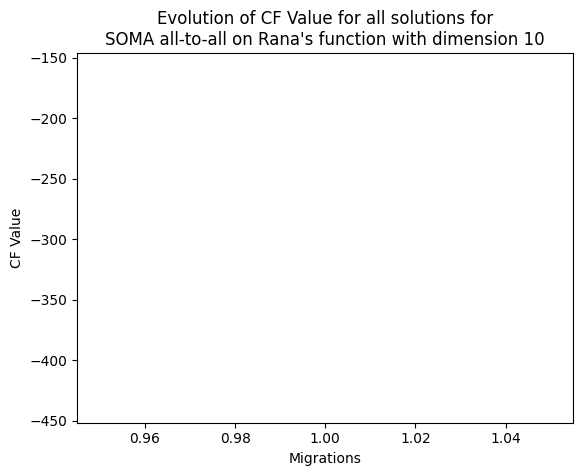 Evolution of CF Value for all solutions for
SOMA all-to-all on Rana's function with dimension 10
−150
−200
−250
−300
−350
−400
−450
CF Value
0.96 0.98 1.00 1.02 1.04
Migrations